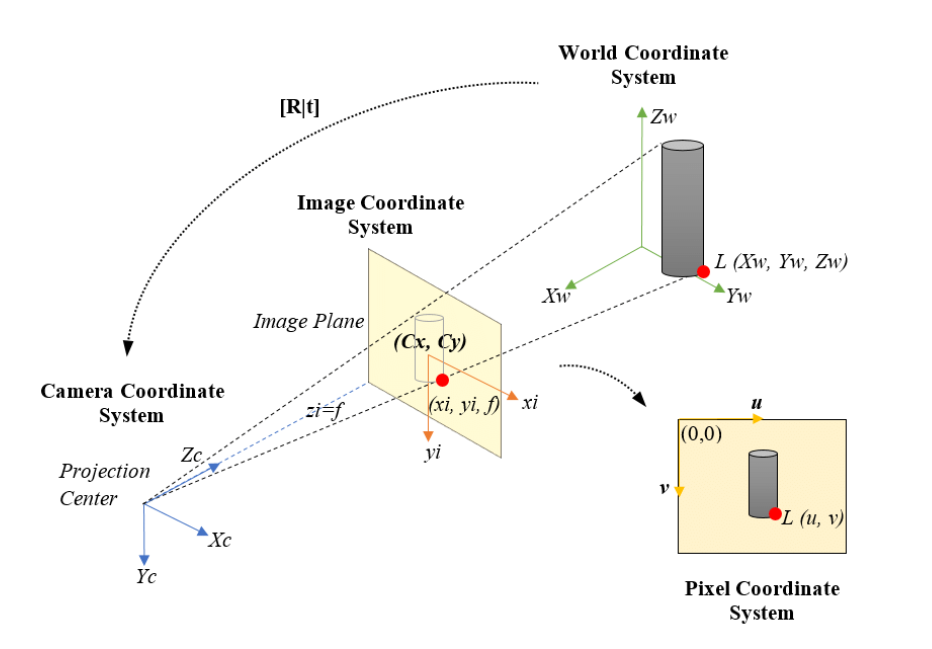 World Coordinate
System
[R|t]
Zw
Image Coordinate
System
L (Xw, Yw, Zw)
Xw
Yw
Image Plane
(Cx, Cy)
Camera Coordinate
System
zi=f
(xi, yi, f)
xi
yi
u
(0,0)
Projection
Center
Zc
v
L (u, v)
Xc
Yc
Pixel Coordinate
System